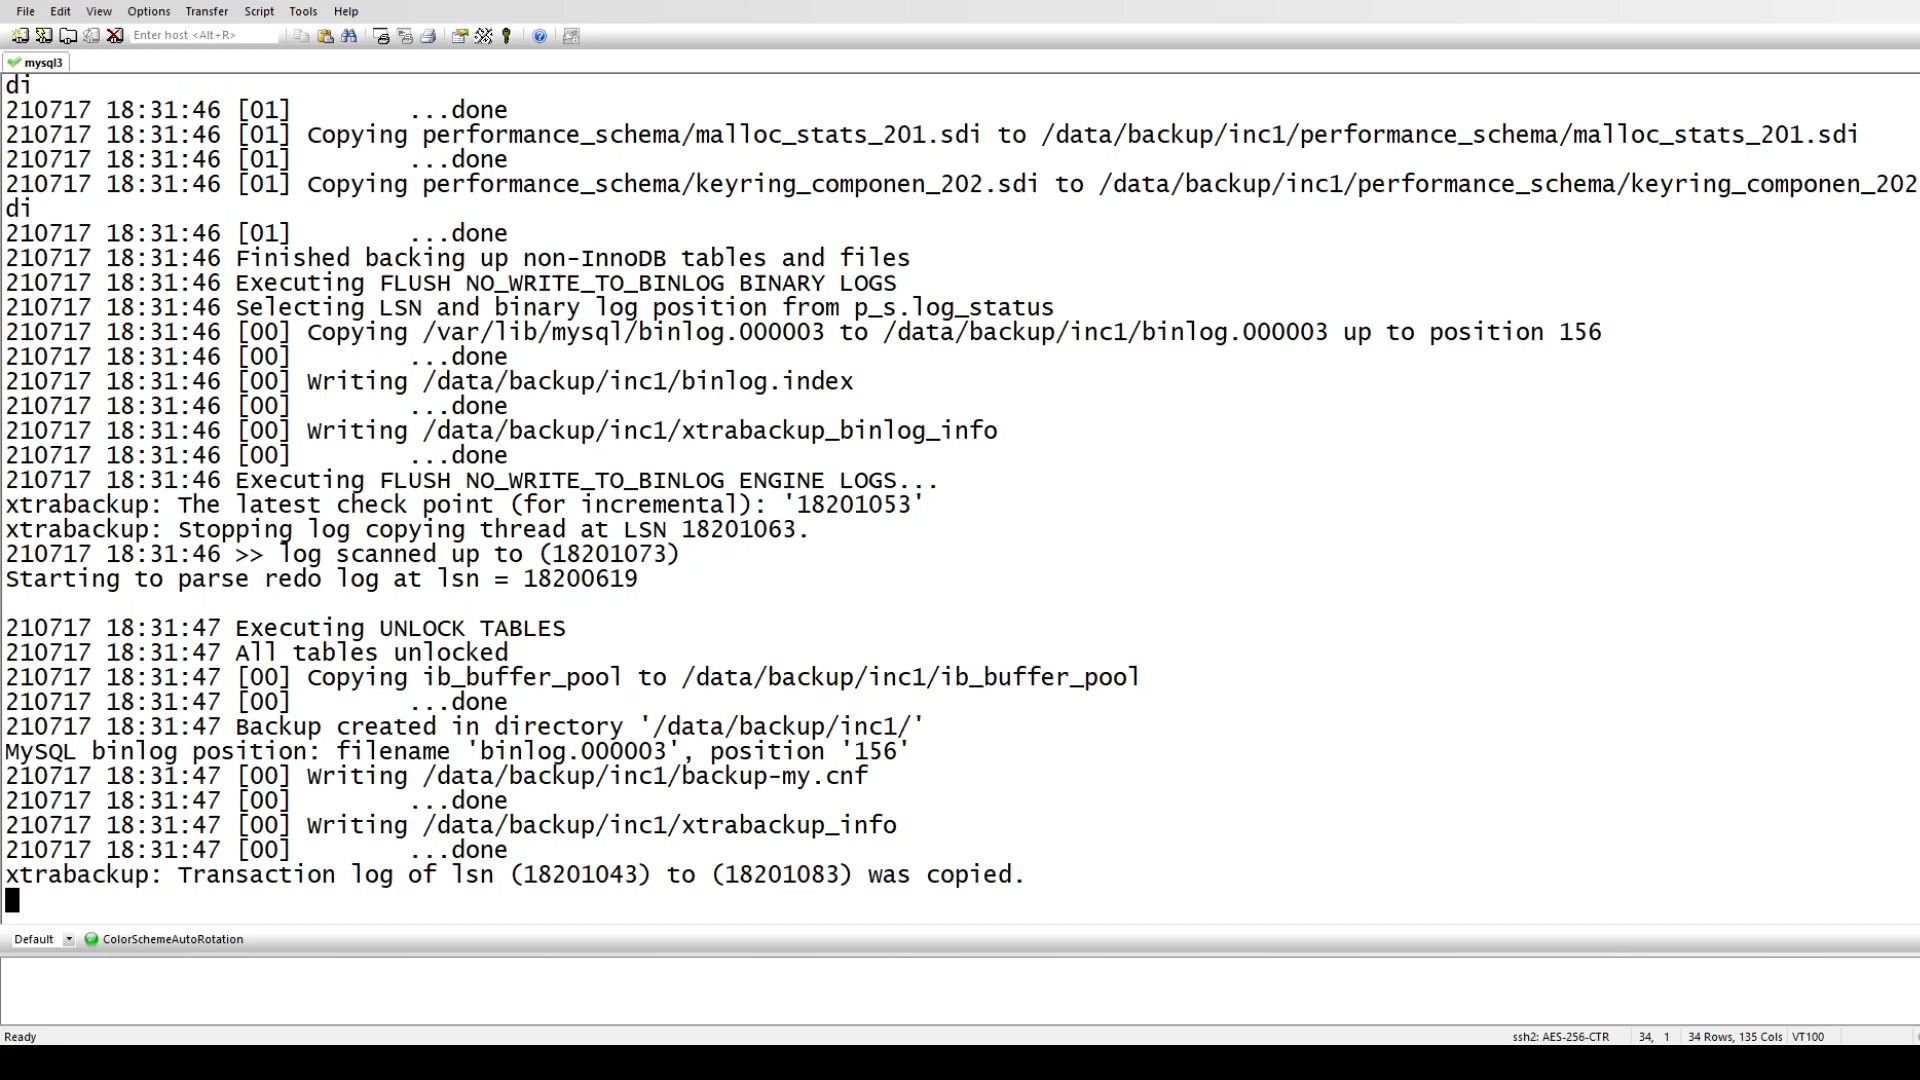 File Edit View Options Transfer Script Tools Help
Enter host <Alt+R>
mysql3
di
210717 18:31:46 [01]        ...done
210717 18:31:46 [01] Copying performance_schema/malloc_stats_201.sdi to /data/backup/inc1/performance_schema/malloc_stats_201.sdi
210717 18:31:46 [01]        ...done
210717 18:31:46 [01] Copying performance_schema/keyring_componen_202.sdi to /data/backup/inc1/performance_schema/keyring_componen_202
di
210717 18:31:46 [01]        ...done
210717 18:31:46 Finished backing up non-InnoDB tables and files
210717 18:31:46 Executing FLUSH NO_WRITE_TO_BINLOG BINARY LOGS
210717 18:31:46 Selecting LSN and binary log position from p_s.log_status
210717 18:31:46 [00] Copying /var/lib/mysql/binlog.000003 to /data/backup/inc1/binlog.000003 up to position 156
210717 18:31:46 [00]        ...done
210717 18:31:46 [00] Writing /data/backup/inc1/binlog.index
210717 18:31:46 [00]        ...done
210717 18:31:46 [00] Writing /data/backup/inc1/xtrabackup_binlog_info
210717 18:31:46 [00]        ...done
210717 18:31:46 Executing FLUSH NO_WRITE_TO_BINLOG ENGINE LOGS...
xtrabackup: The latest check point (for incremental): '18201053'
xtrabackup: Stopping log copying thread at LSN 18201063.
210717 18:31:46 >> log scanned up to (18201073)
Starting to parse redo log at lsn = 18200619
210717 18:31:47 Executing UNLOCK TABLES
210717 18:31:47 All tables unlocked
210717 18:31:47 [00] Copying ib_buffer_pool to /data/backup/inc1/ib_buffer_pool
210717 18:31:47 [00]        ...done
210717 18:31:47 Backup created in directory '/data/backup/inc1/'
MySQL binlog position: filename 'binlog.000003', position '156'
210717 18:31:47 [00] Writing /data/backup/inc1/backup-my.cnf
210717 18:31:47 [00]        ...done
210717 18:31:47 [00] Writing /data/backup/inc1/xtrabackup_info
210717 18:31:47 [00]        ...done
xtrabackup: Transaction log of lsn (18201043) to (18201083) was copied.
Default ColorSchemeAutoRotation
Ready ssh2: AES-256-CTR 34, 1 34 Rows, 135 Cols VT100